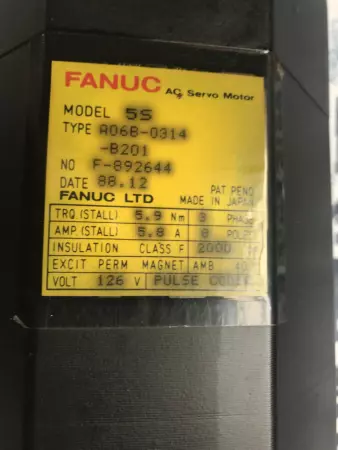 FANUC AC Servo Motor
MODEL 5S
TYPE A06B-0314
-B201
NO F-892644
DATE 88.12
PAT PEND
FANUC LTD MADE IN JAPAN
TRQ.(STALL) 5.9 Nm 3 PHASE
AMP.(STALL) 5.8 A 8
INSULATION CLASS F 2000
EXCIT PERM MAGNET AMB
VOLT 126 V PULSE